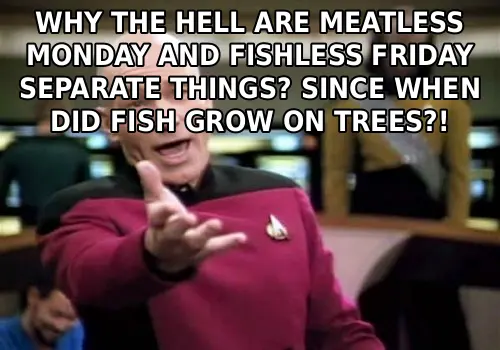 WHY THE HELL ARE MEATLESS
MONDAY AND FISHLESS FRIDAY
SEPARATE THINGS? SINCE WHEN
DID FISH GROW ON TREES?!